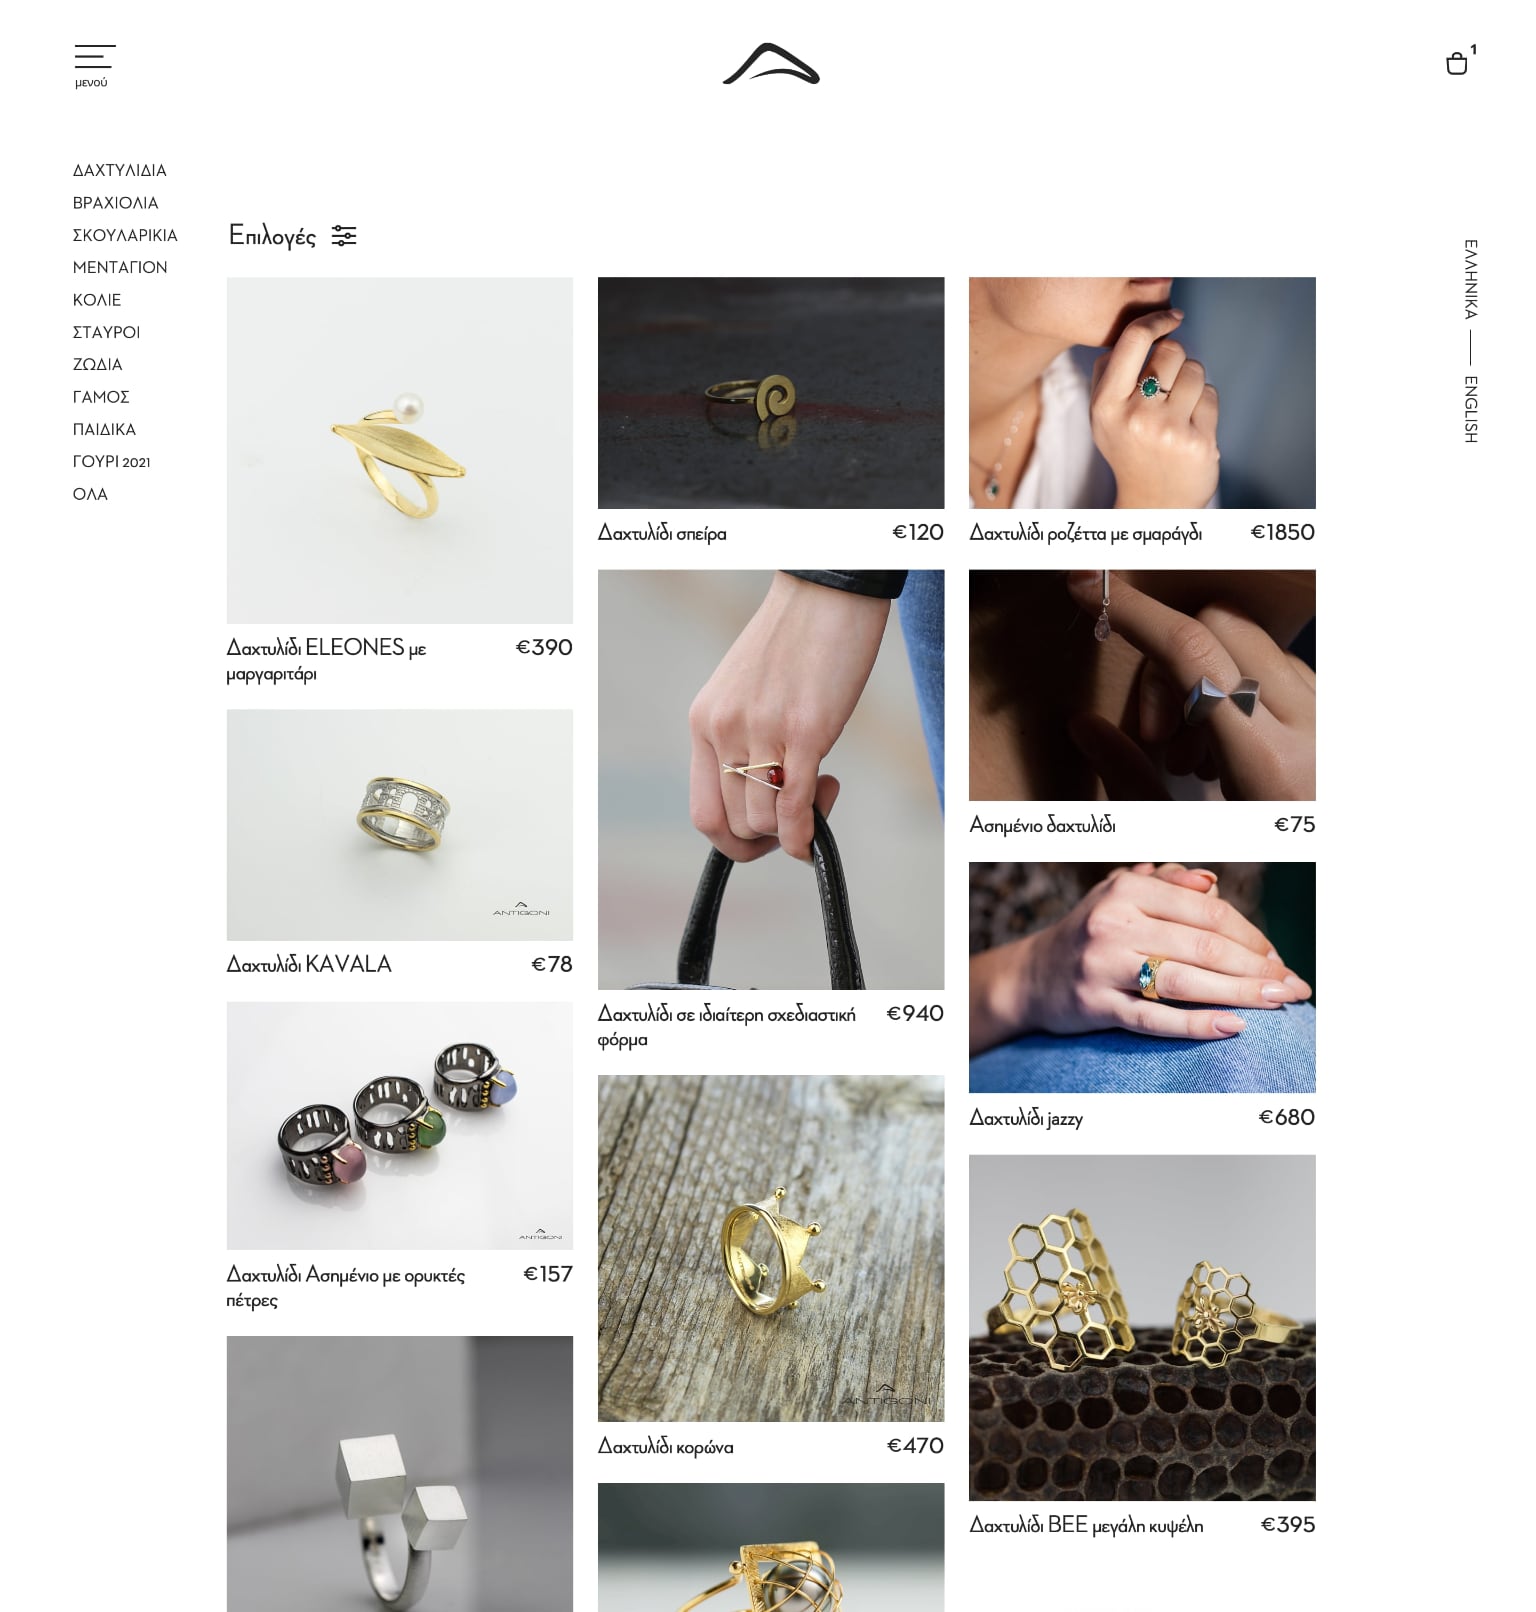 μενού
1
ΔΑΧΤΥΛΙΔΙΑ
ΒΡΑΧΙΟΛΙΑ
ΣΚΟΥΛΑΡΙΚΙΑ
ΜΕΝΤΑΓΙΟΝ
ΚΟΛΙΕ
ΣΤΑΥΡΟΙ
ΖΩΔΙΑ
ΓΑΜΟΣ
ΠΑΙΔΙΚΑ
ΓΟΥΡΙ 2021
ΟΛΑ
Επιλογές
Δαχτυλίδι ELEONES με €390
μαργαριτάρι
ANTIGONI
Δαχτυλίδι KAVALA €78
ANTIGONI
Δαχτυλίδι Ασημένιο με ορυκτές €157
πέτρες
Δαχτυλίδι σπείρα €120
Δαχτυλίδι σε ιδιαίτερη σχεδιαστική €940
φόρμα
ANTIGONI
Δαχτυλίδι κορώνα €470
Δαχτυλίδι ροζέττα με σμαράγδι €1850
Ασημένιο δαχτυλίδι €75
Δαχτυλίδι jazzy €680
Δαχτυλίδι BEE μεγάλη κυψέλη €395
ΕΛΛΗΝΙΚΑ
ENGLISH